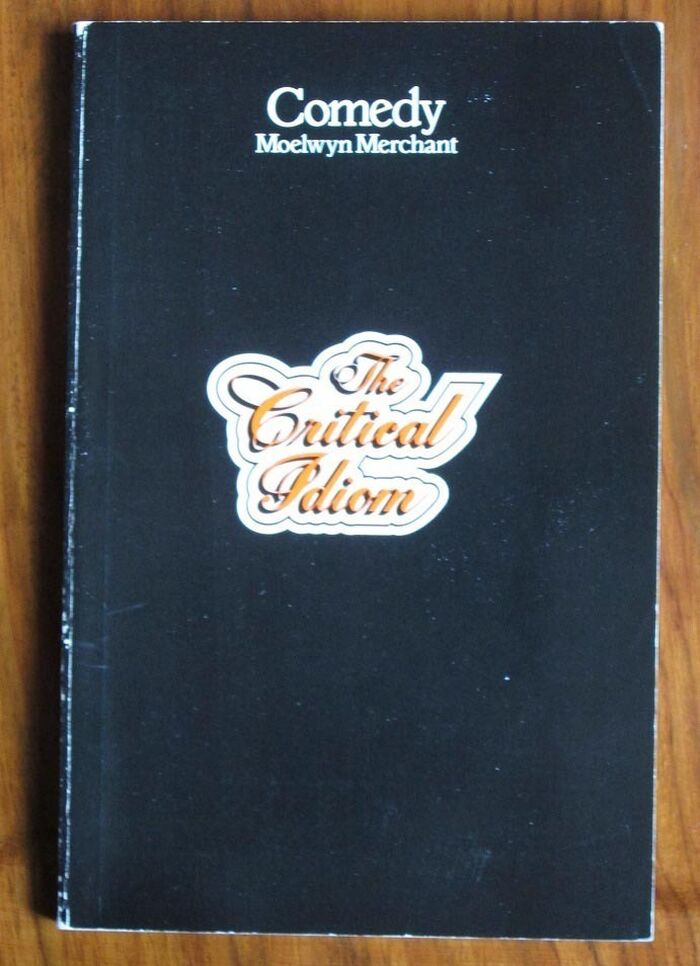 Comedy
Moelwyn Merchant
The
Critical
Idiom